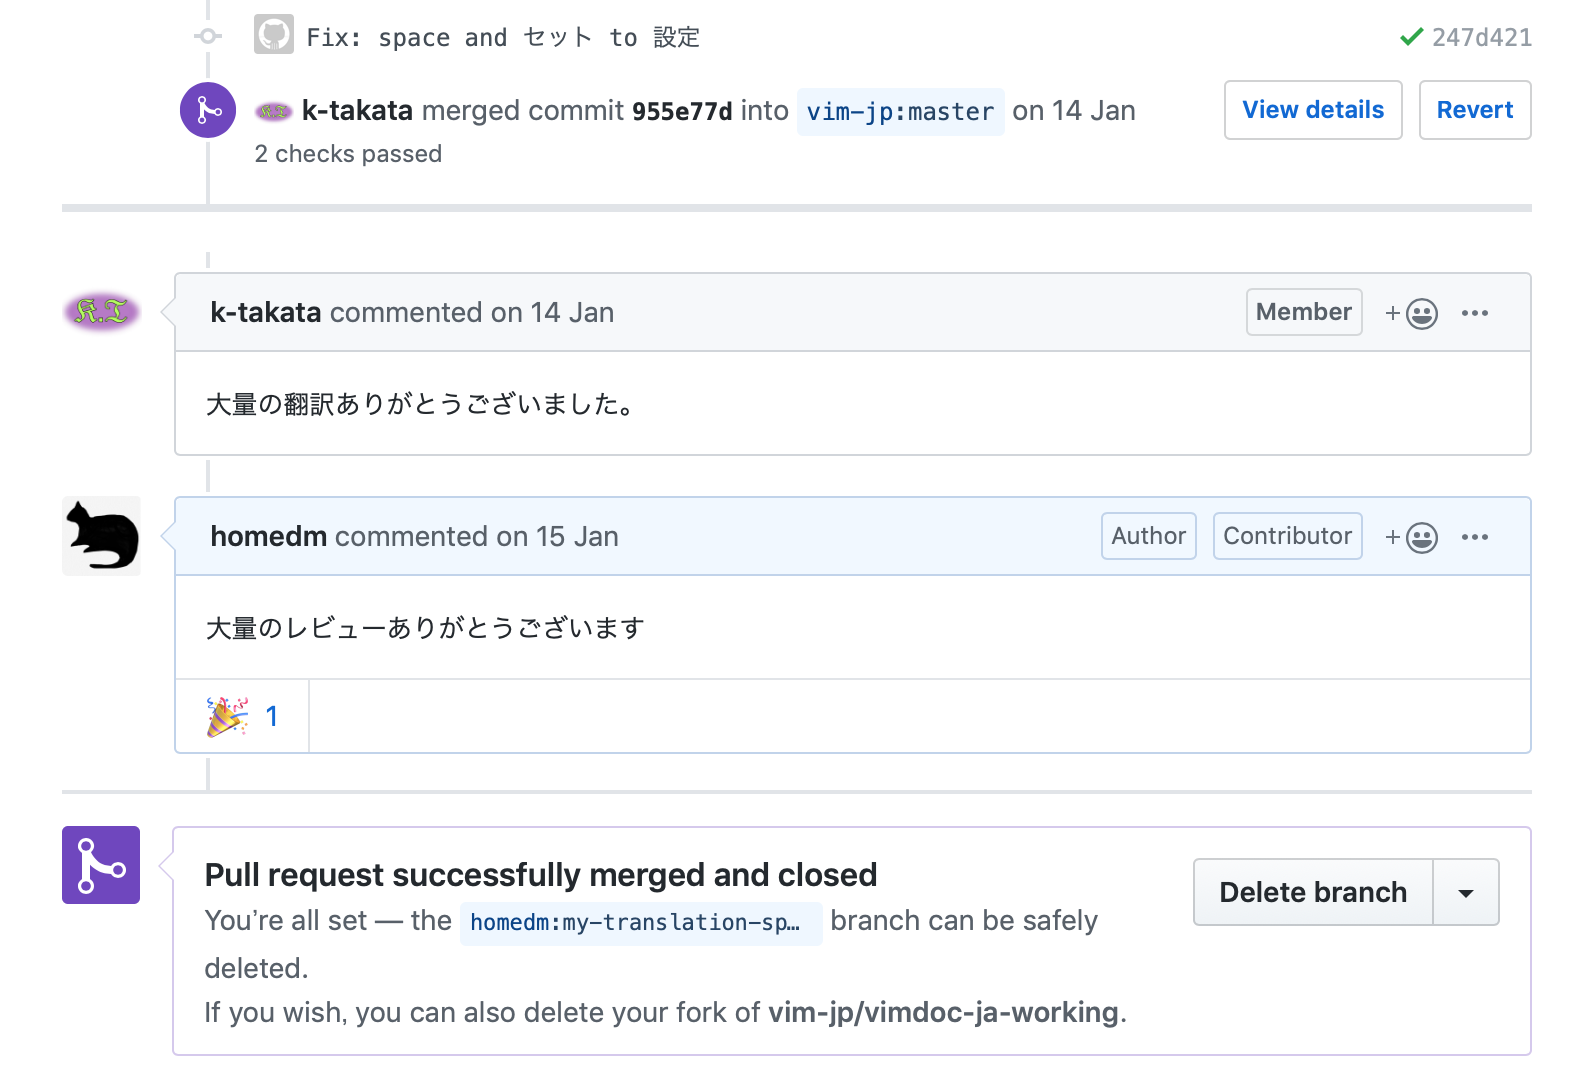 Fix: space and セット to 設定
247d421
k-takata merged commit 955e77d into vim-jp:master on 14 Jan
View details
Revert
2 checks passed
K.T
k-takata commented on 14 Jan
Member
大量の翻訳ありがとうございました。
homedm commented on 15 Jan
Author
Contributor
大量のレビューありがとうございます
🎉 1
Pull request successfully merged and closed
Delete branch
You’re all set — the homedm:my-translation-sp… branch can be safely
deleted.
If you wish, you can also delete your fork of vim-jp/vimdoc-ja-working.